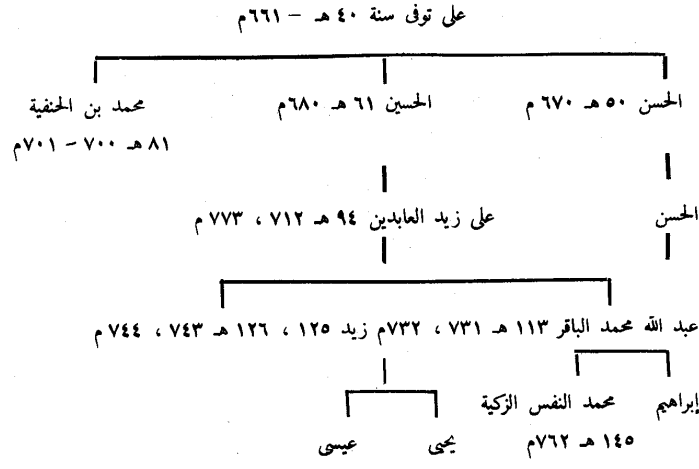 على توفى سنة ٤٠ هـ – ٦٦١م
الحسن ٥٠ هـ ٦٧٠ م
الحسين ٦١ هـ ٦٨٠م
محمد بن الحنفية
٨١ هـ ٧٠٠ – ٧٠١م
الحسن
على زيد العابدين ٩٤ هـ ٧١٢ ، ٧٧٣ م
عبد الله محمد الباقر ١١٣ هـ ٧٣١ ، ٧٣٢م زيد ١٢٥ ، ١٢٦ هـ ٧٤٣ ، ٧٤٤ م
إبراهيم
محمد النفس الزكية
١٤٥ هـ ٧٦٢م
يحيى
عيسى